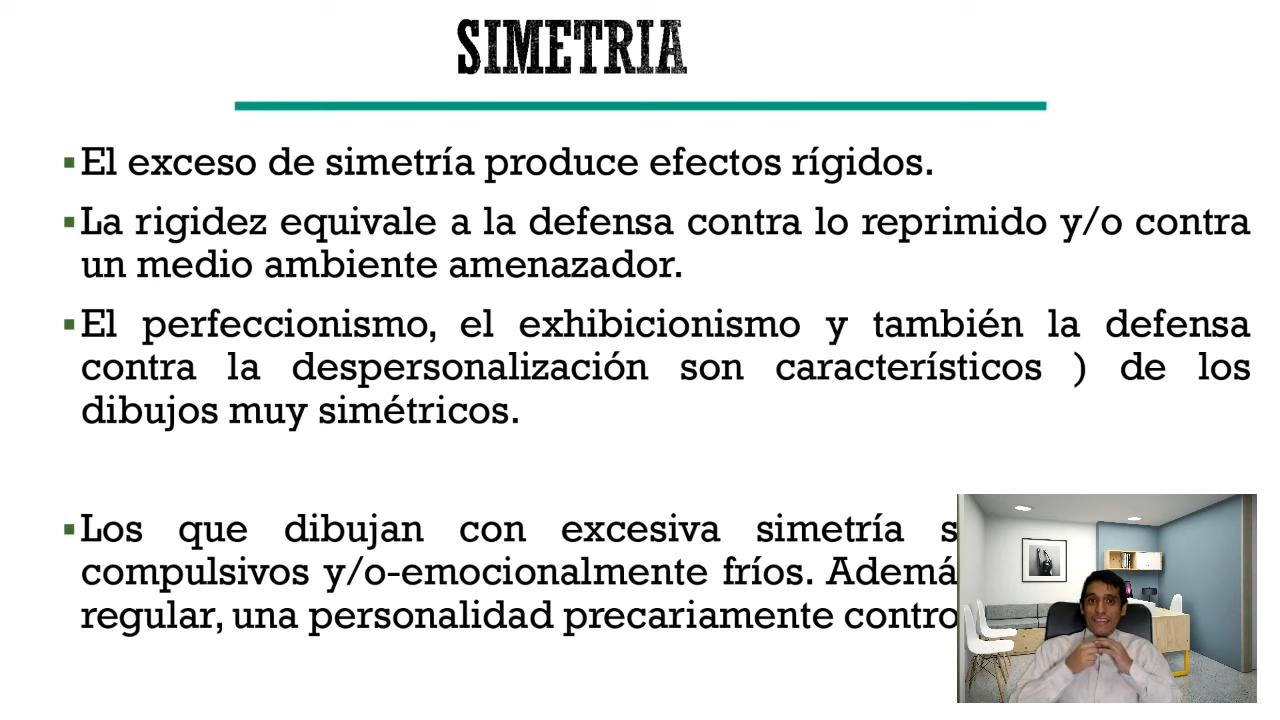 SIMETRIA
▪El exceso de simetría produce efectos rígidos.
▪La rigidez equivale a la defensa contra lo reprimido y/o contra
un medio ambiente amenazador.
▪El perfeccionismo, el exhibicionismo y también la defensa
contra la despersonalización son característicos ) de los
dibujos muy simétricos.
▪Los que dibujan con excesiva simetría
compulsivos y/o-emocionalmente fríos.
regular, una personalidad precariamente